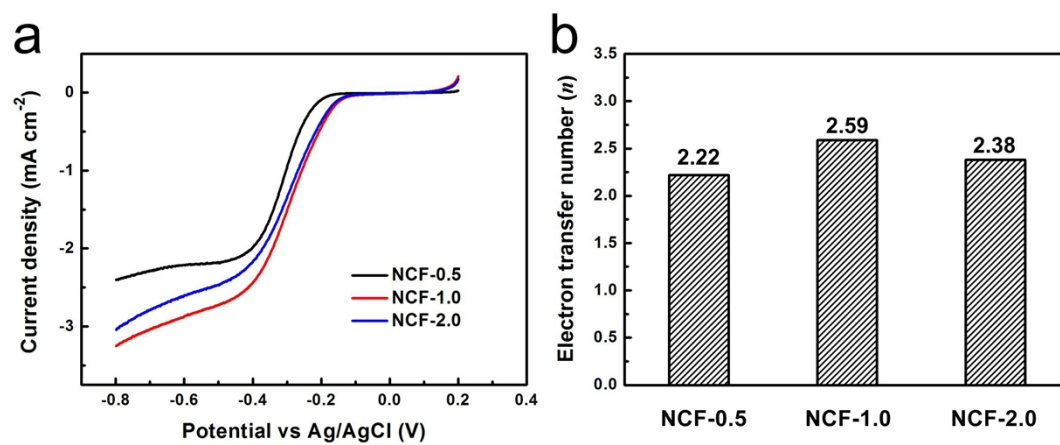 a
Current density (mA cm⁻²)
0
-1
-2
-3
NCF-0.5
NCF-1.0
NCF-2.0
-0.8 -0.6 -0.4 -0.2 0.0 0.2 0.4
Potential vs Ag/AgCl (V)
b
Electron transfer number (n)
3.5
3.0
2.5
2.0
1.5
1.0
0.5
0.0
2.22
2.59
2.38
NCF-0.5 NCF-1.0 NCF-2.0